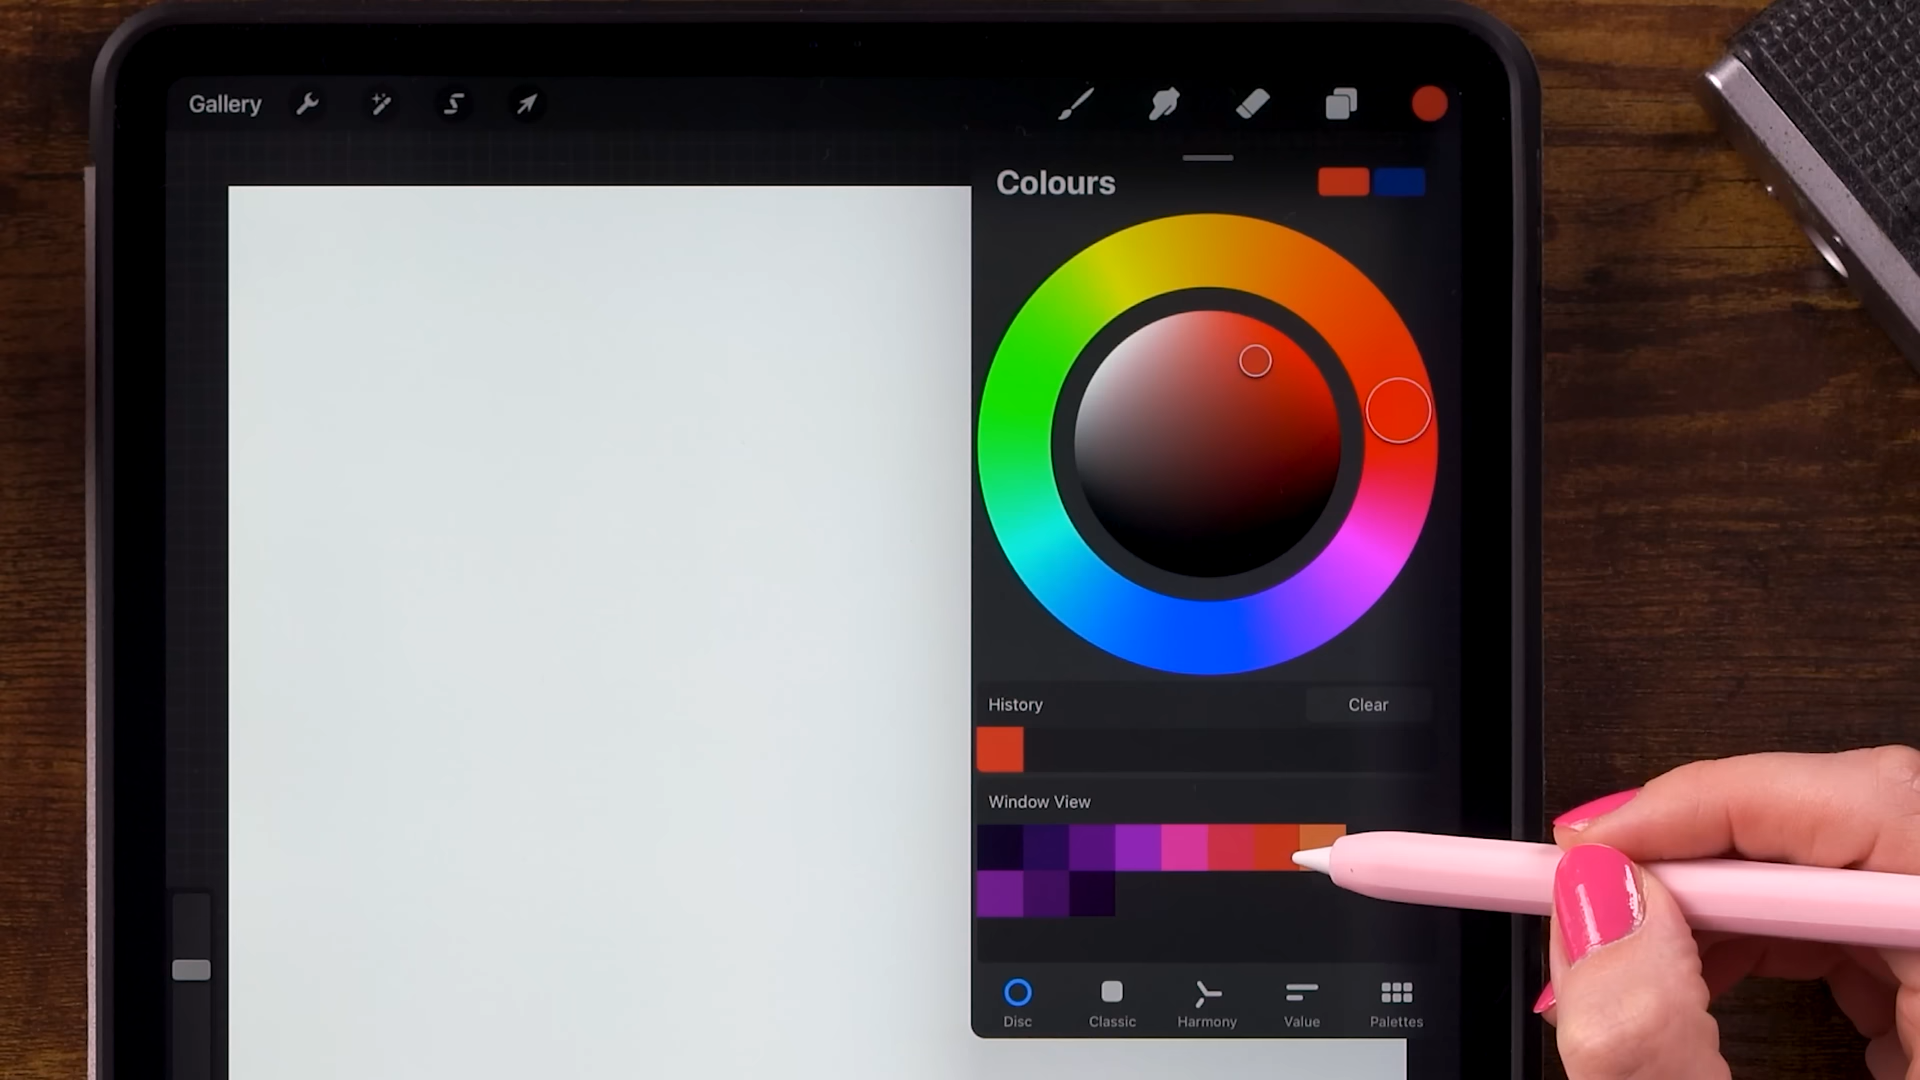 Gallery
Colours
History Clear
Window View
Disc Classic Harmony Value Palettes